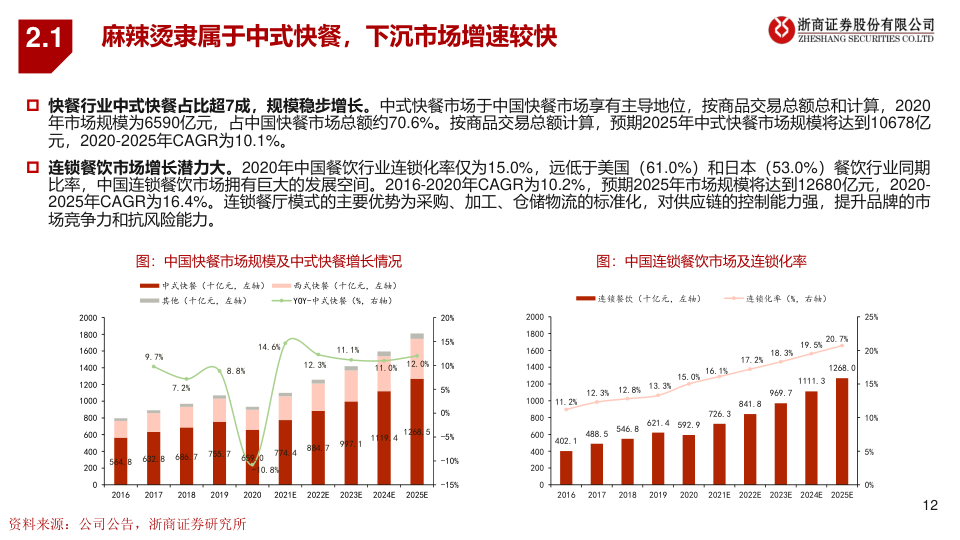 2.1
麻辣烫隶属于中式快餐，下沉市场增速较快
浙商证券股份有限公司
ZHESHANG SECURITIES CO.LTD
快餐行业中式快餐占比超7成，规模稳步增长。中式快餐市场于中国快餐市场享有主导地位，按商品交易总额总和计算，2020
年市场规模为6590亿元，占中国快餐市场总额约70.6%。按商品交易总额计算，预期2025年中式快餐市场规模将达到10678亿
元，2020-2025年CAGR为10.1%。
连锁餐饮市场增长潜力大。2020年中国餐饮行业连锁化率仅为15.0%，远低于美国（61.0%）和日本（53.0%）餐饮行业同期
比率，中国连锁餐饮市场拥有巨大的发展空间。2016-2020年CAGR为10.2%，预期2025年市场规模将达到12680亿元，2020-
2025年CAGR为16.4%。连锁餐厅模式的主要优势为采购、加工、仓储物流的标准化，对供应链的控制能力强，提升品牌的市
场竞争力和抗风险能力。
图：中国快餐市场规模及中式快餐增长情况
中式快餐（十亿元，左轴） 西式快餐（十亿元，左轴）
其他（十亿元，左轴） YOY-中式快餐（%，右轴）
2000 20%
1800
1600 15%
1400 10%
1200 5%
1000
800 0%
600 -5%
400 -10%
200
0 -15%
9.7% 7.2% 8.8% 0.8% 14.6% 12.3% 11.1% 11.0% 12.0%
564.8 632.8 686.7 755.7 659.0 774.4 884.7 997.1 1119.4 1266.5
2016 2017 2018 2019 2020 2021E 2022E 2023E 2024E 2025E
图：中国连锁餐饮市场及连锁化率
连锁餐饮（十亿元，左轴） 连锁化率（%，右轴）
2000 25%
1800
1600 20%
1400
1200 15%
1000
800 10%
600
400 5%
200
0 0%
11.2% 12.3% 12.8% 13.3% 15.0% 16.1% 17.2% 18.3% 19.5% 20.7%
402.1 488.5 546.8 621.4 592.9 726.3 841.8 969.7 1111.3 1268.0
2016 2017 2018 2019 2020 2021E 2022E 2023E 2024E 2025E
资料来源：公司公告，浙商证券研究所
12